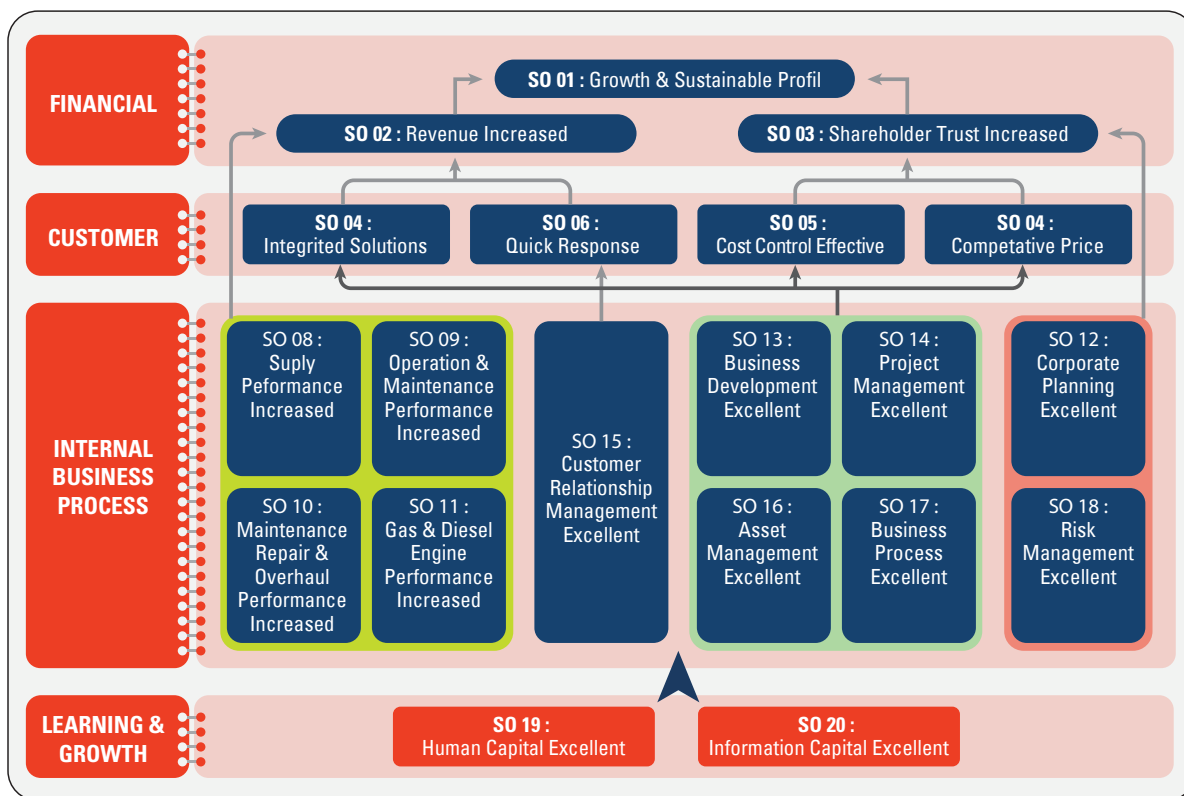 FINANCIAL
SO 01 : Growth & Sustainable Profil
SO 02 : Revenue Increased
SO 03 : Shareholder Trust Increased
CUSTOMER
SO 04 :
Integrited Solutions
SO 06 :
Quick Response
SO 05 :
Cost Control Effective
SO 04 :
Competative Price
INTERNAL
BUSINESS
PROCESS
SO 08 :
Suply
Peformance
Increased
SO 09 :
Operation &
Maintenance
Performance
Increased
SO 10 :
Maintenance
Repair &
Overhaul
Performance
Increased
SO 11 :
Gas & Diesel
Engine
Performance
Increased
SO 15 :
Customer
Relationship
Management
Excellent
SO 13 :
Business
Development
Excellent
SO 14 :
Project
Management
Excellent
SO 16 :
Asset
Management
Excellent
SO 17 :
Business
Process
Excellent
SO 12 :
Corporate
Planning
Excellent
SO 18 :
Risk
Management
Excellent
LEARNING &
GROWTH
SO 19 :
Human Capital Excellent
SO 20 :
Information Capital Excellent